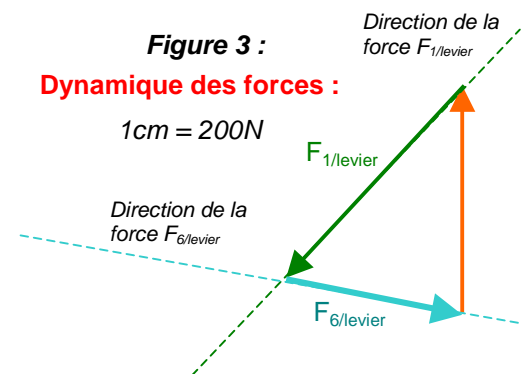 Figure 3 :
Dynamique des forces :
1cm = 200N
Direction de la
force F1/levier
F1/levier
Direction de la
force F6/levier
F6/levier